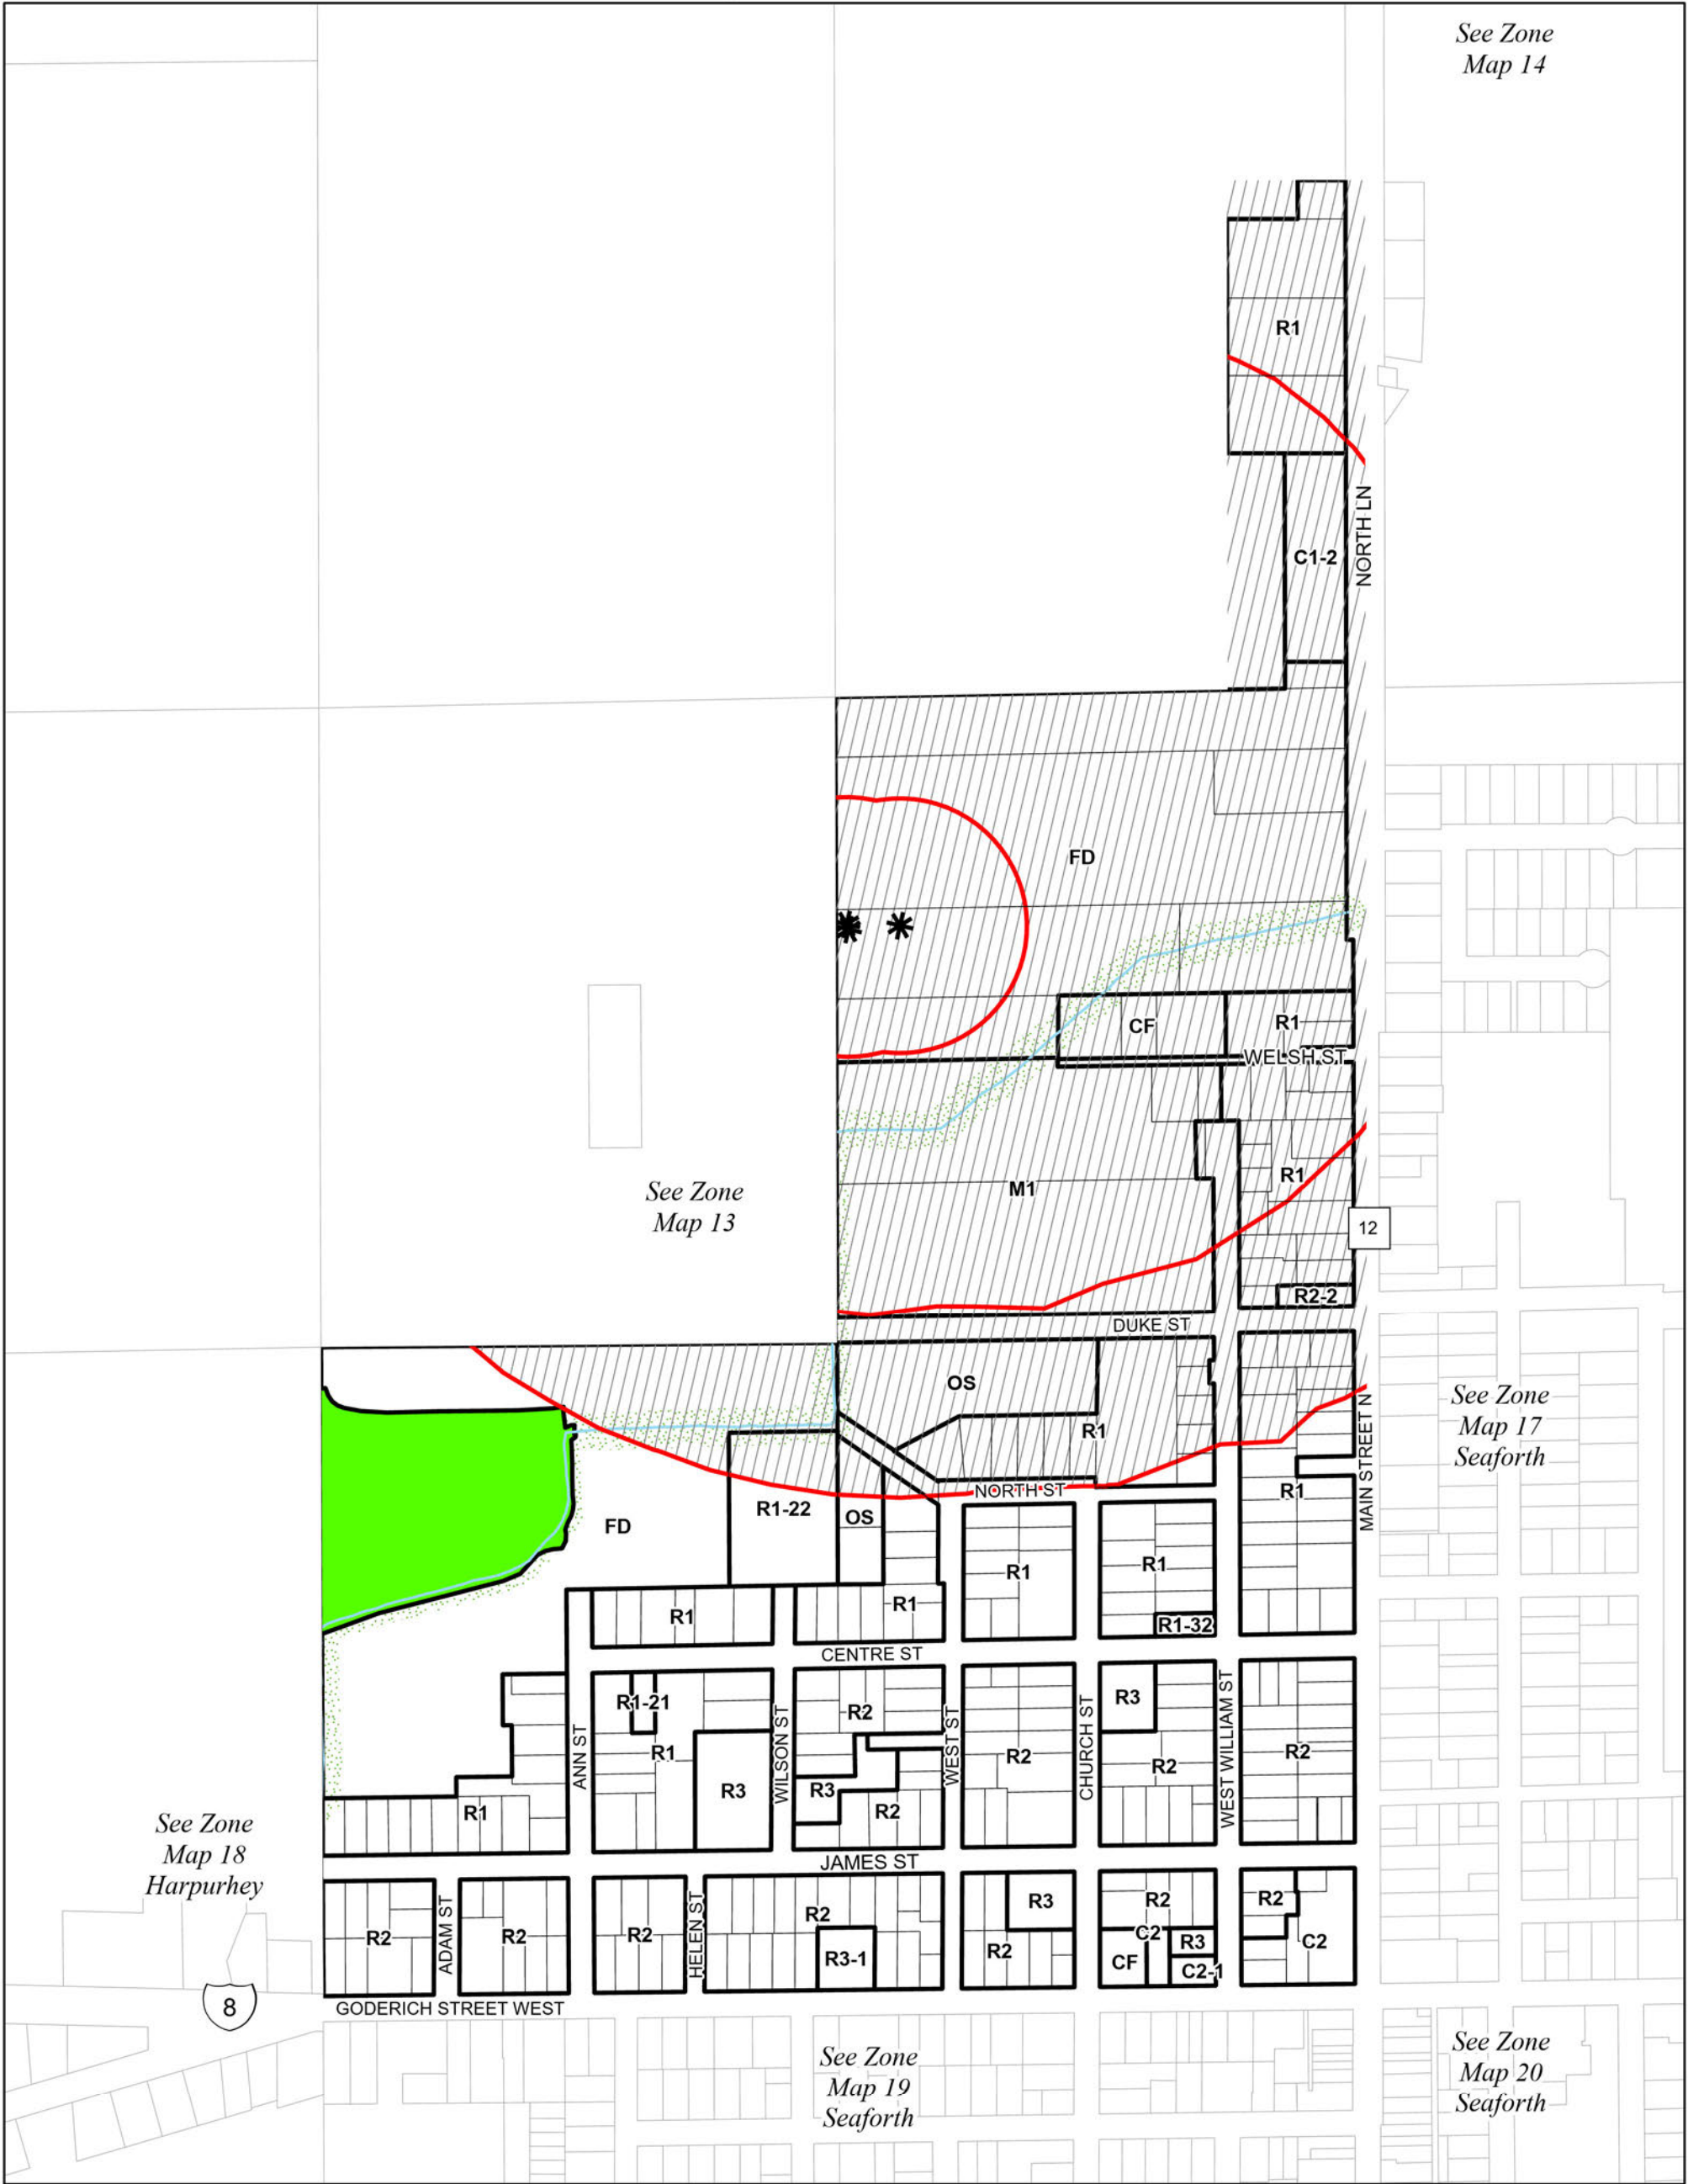 See Zone
Map 14
R1
C1-2
NORTH LN
FD
CF
R1
WELSH ST
See Zone
Map 13
M1
R1
12
R2-2
DUKE ST
OS
R1
See Zone
Map 17
Seaforth
MAIN STREET N
NORTH ST
R1
FD
R1-22
OS
R1
R1
R1
R1
R1-32
CENTRE ST
R1-21
R1
R3
ANN ST
WILSON ST
R2
R3
R2
WEST ST
R2
CHURCH ST
R3
R2
WEST WILLIAM ST
R2
R1
See Zone
Map 18
Harpurhey
JAMES ST
R2
ADAM ST
R2
R2
HELEN ST
R2
R3-1
R3
R2
R2
C2
R3
CF
C2-1
R2
C2
8
GODERICH STREET WEST
See Zone
Map 19
Seaforth
See Zone
Map 20
Seaforth